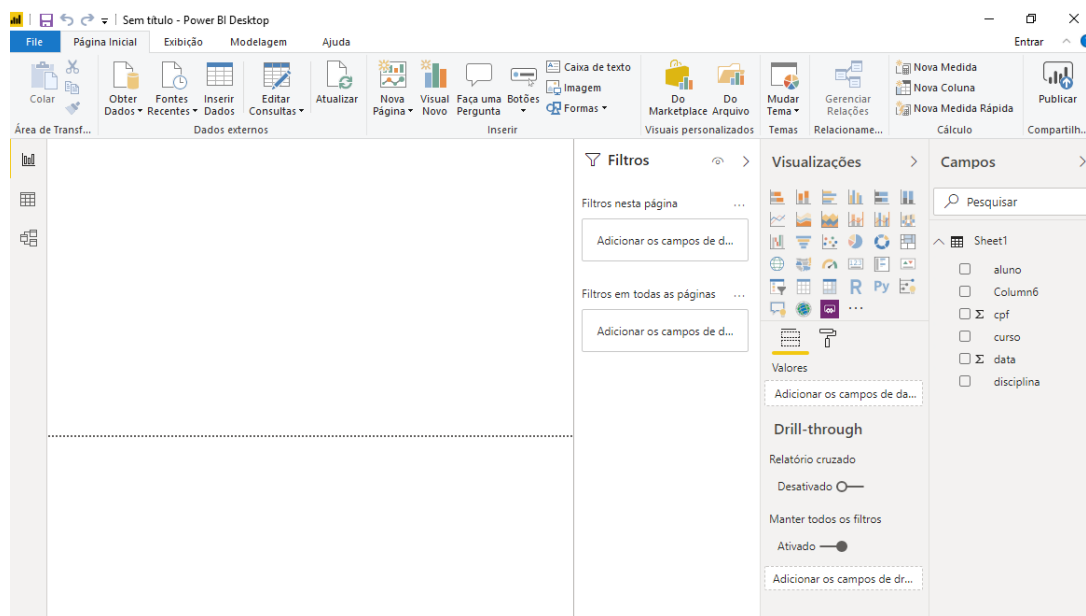 Sem título - Power BI Desktop
File Página Inicial Exibição Modelagem Ajuda Entrar
Colar
Obter Dados
Fontes Recentes
Inserir Dados
Editar Consultas
Atualizar
Nova Página
Visual Novo
Faça uma Pergunta
Botões
Caixa de texto
Imagem
Formas
Do Marketplace
Do Arquivo
Mudar Tema
Gerenciar Relações
Nova Medida
Nova Coluna
Nova Medida Rápida
Publicar
Área de Transf... Dados externos Inserir Visuais personalizados Temas Relacioname... Cálculo Compartilh...
Filtros
Filtros nesta página ...
Adicionar os campos de d...
Filtros em todas as páginas ...
Adicionar os campos de d...
Visualizações
123
R Py
...
Valores
Adicionar os campos de da...
Drill-through
Relatório cruzado
Desativado
Manter todos os filtros
Ativado
Adicionar os campos de dr...
Campos
Pesquisar
Sheet1
aluno
Column6
Σ cpf
curso
Σ data
disciplina